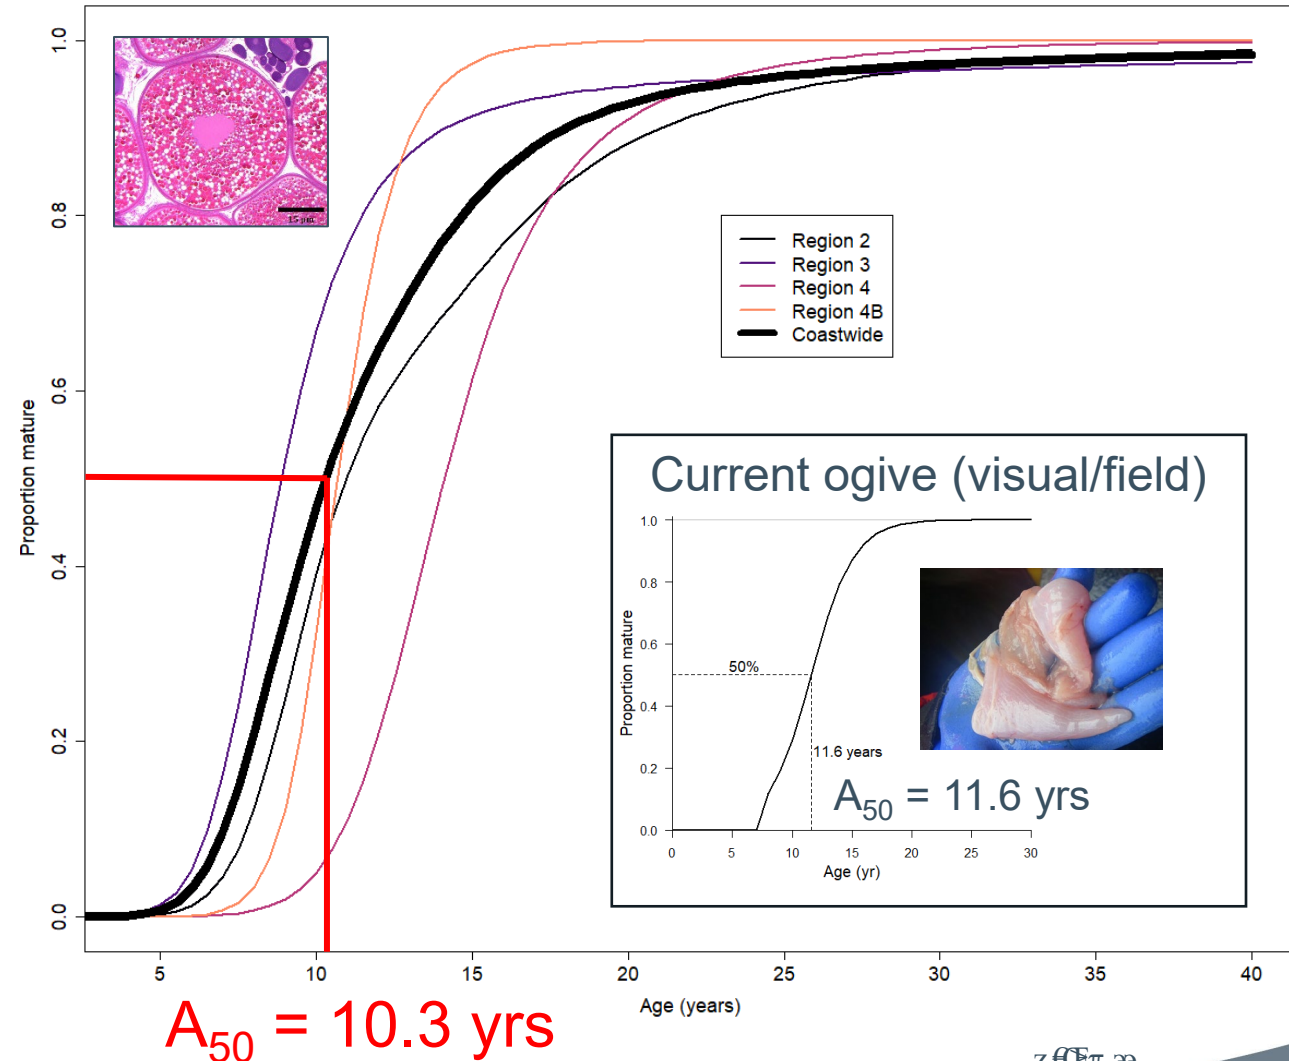 1.0
0.8
0.6
0.4
0.2
0.0
Proportion mature
15 µm
Region 2
Region 3
Region 4
Region 4B
Coastwide
Current ogive (visual/field)
1.0
0.8
0.6
0.4
0.2
0.0
Proportion mature
50%
11.6 years
A50 = 11.6 yrs
0 5 10 15 20 25 30
Age (yr)
5 10 15 20 25 30 35 40
Age (years)
A50 = 10.3 yrs